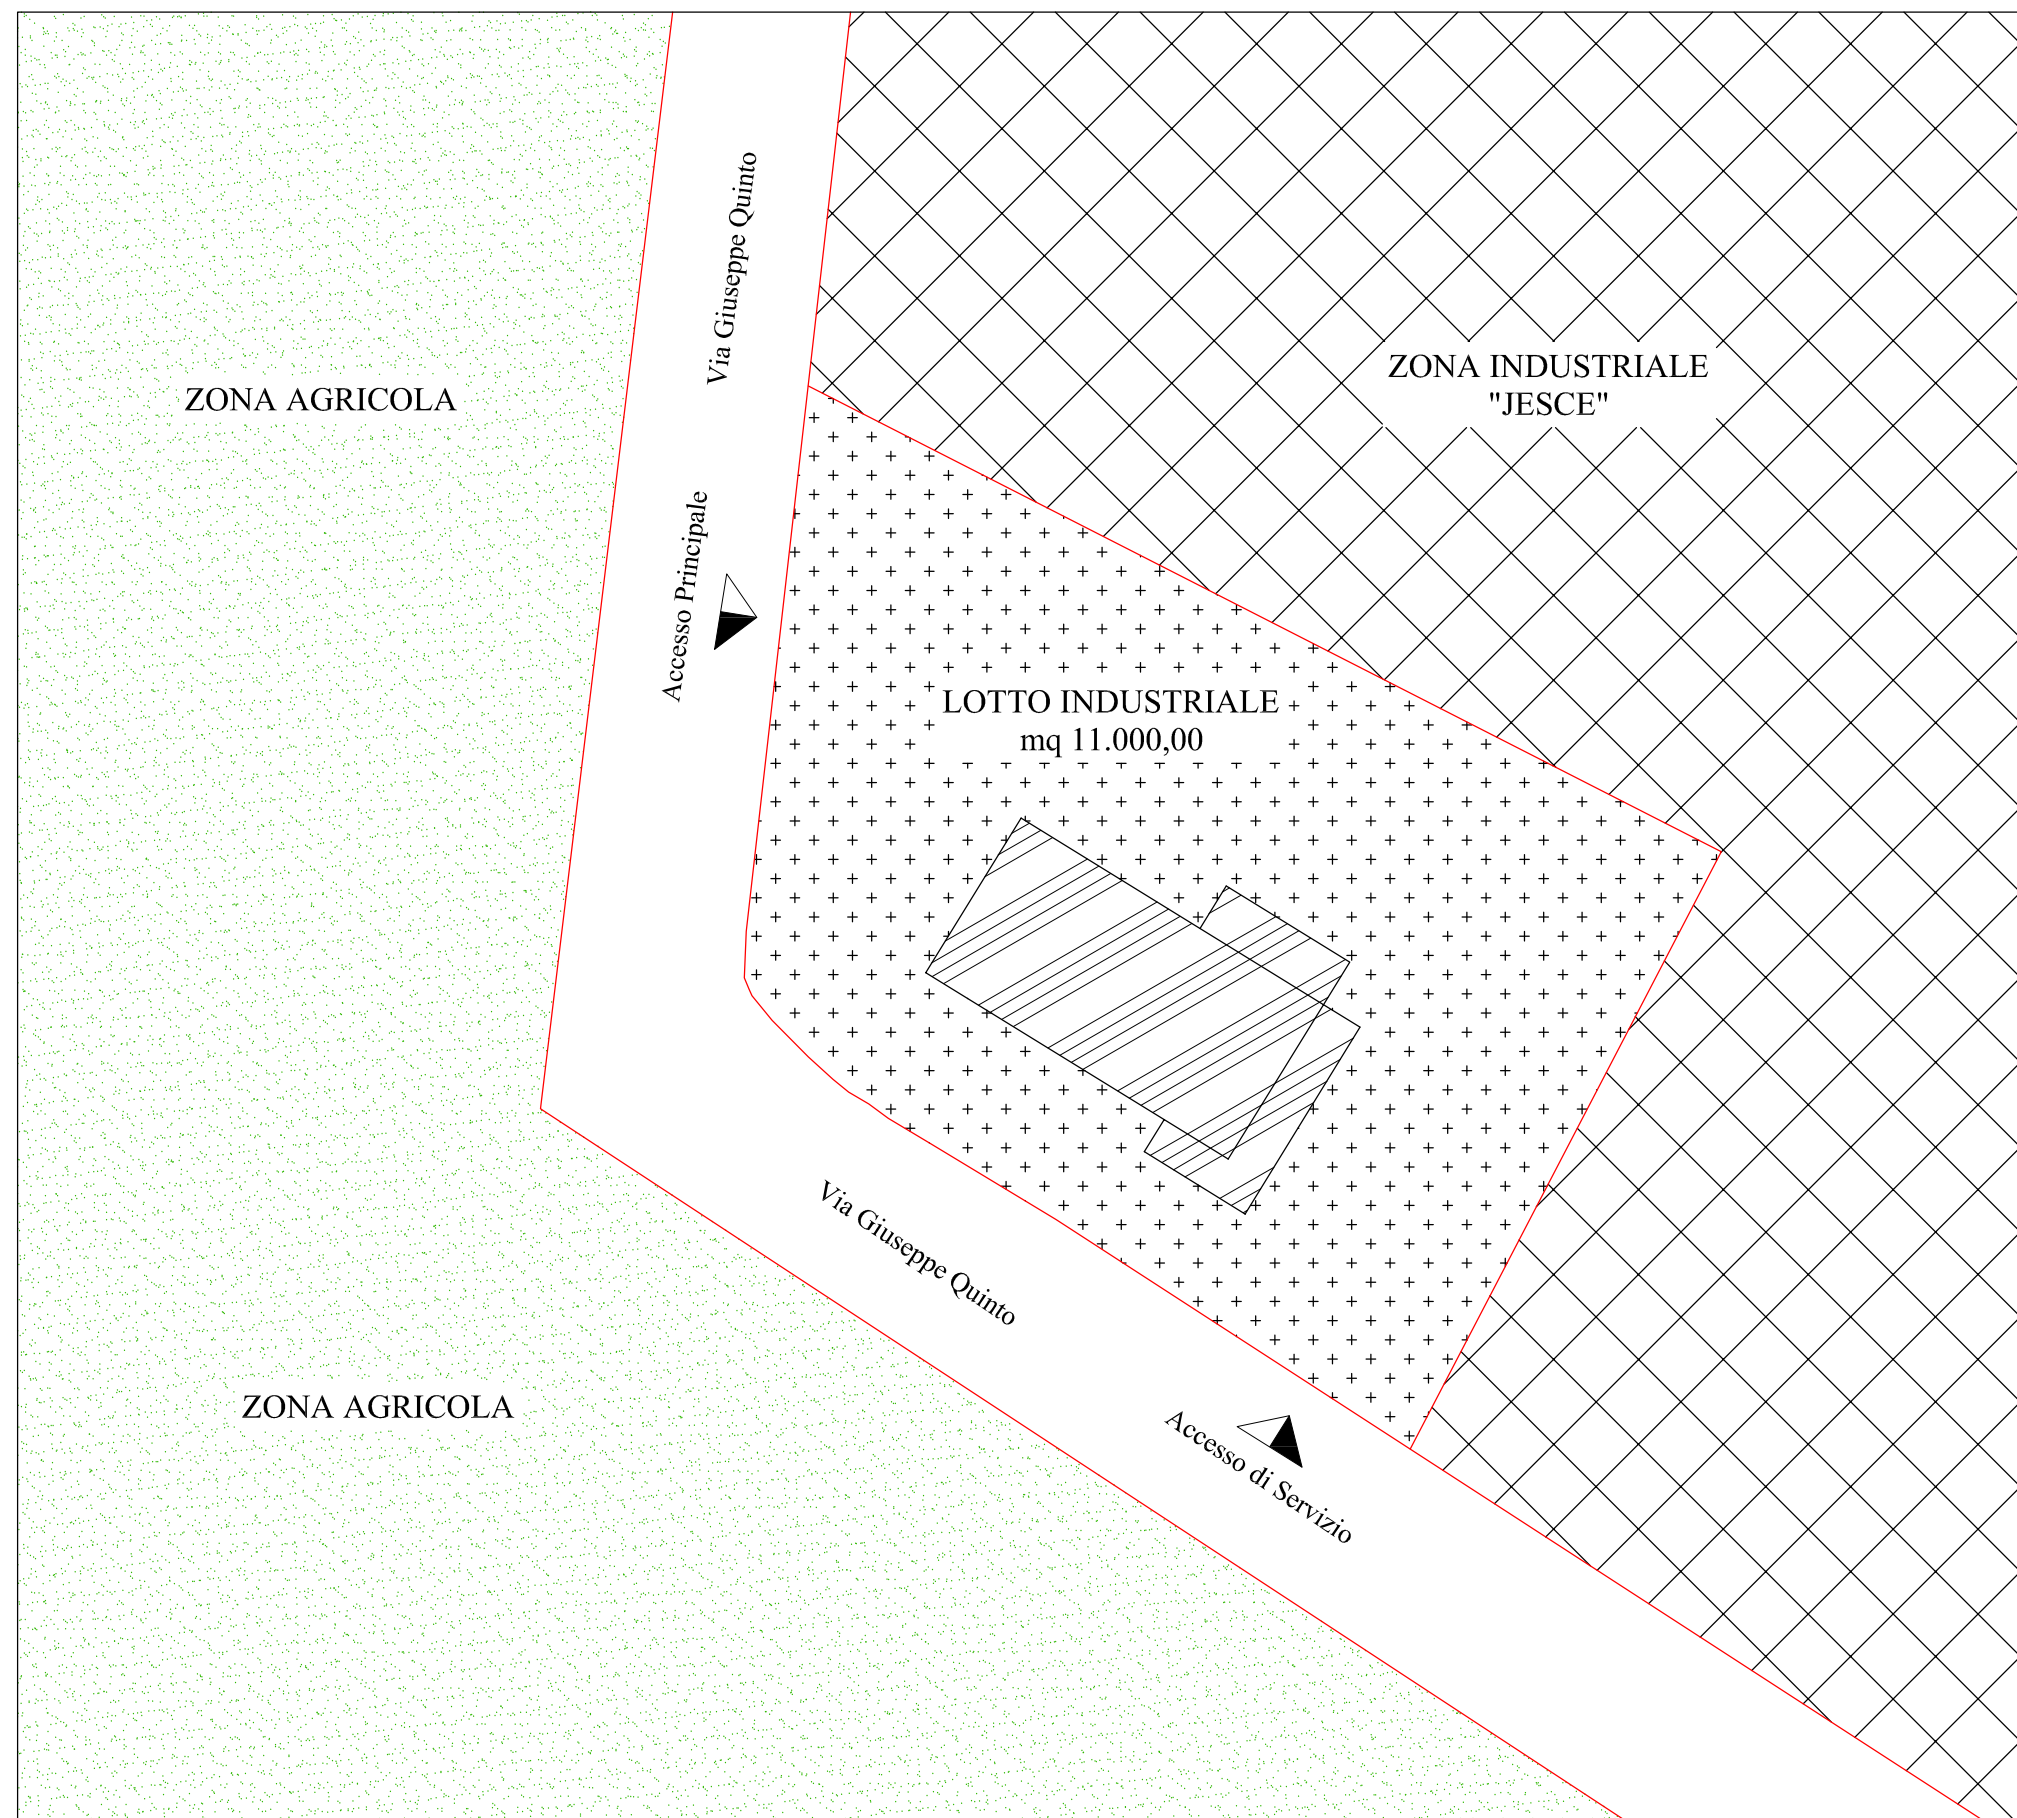 Via Giuseppe Quinto
ZONA INDUSTRIALE
"JESCE"
ZONA AGRICOLA
Accesso Principale
LOTTO INDUSTRIALE
mq 11.000,00
Via Giuseppe Quinto
ZONA AGRICOLA
Accesso di Servizio